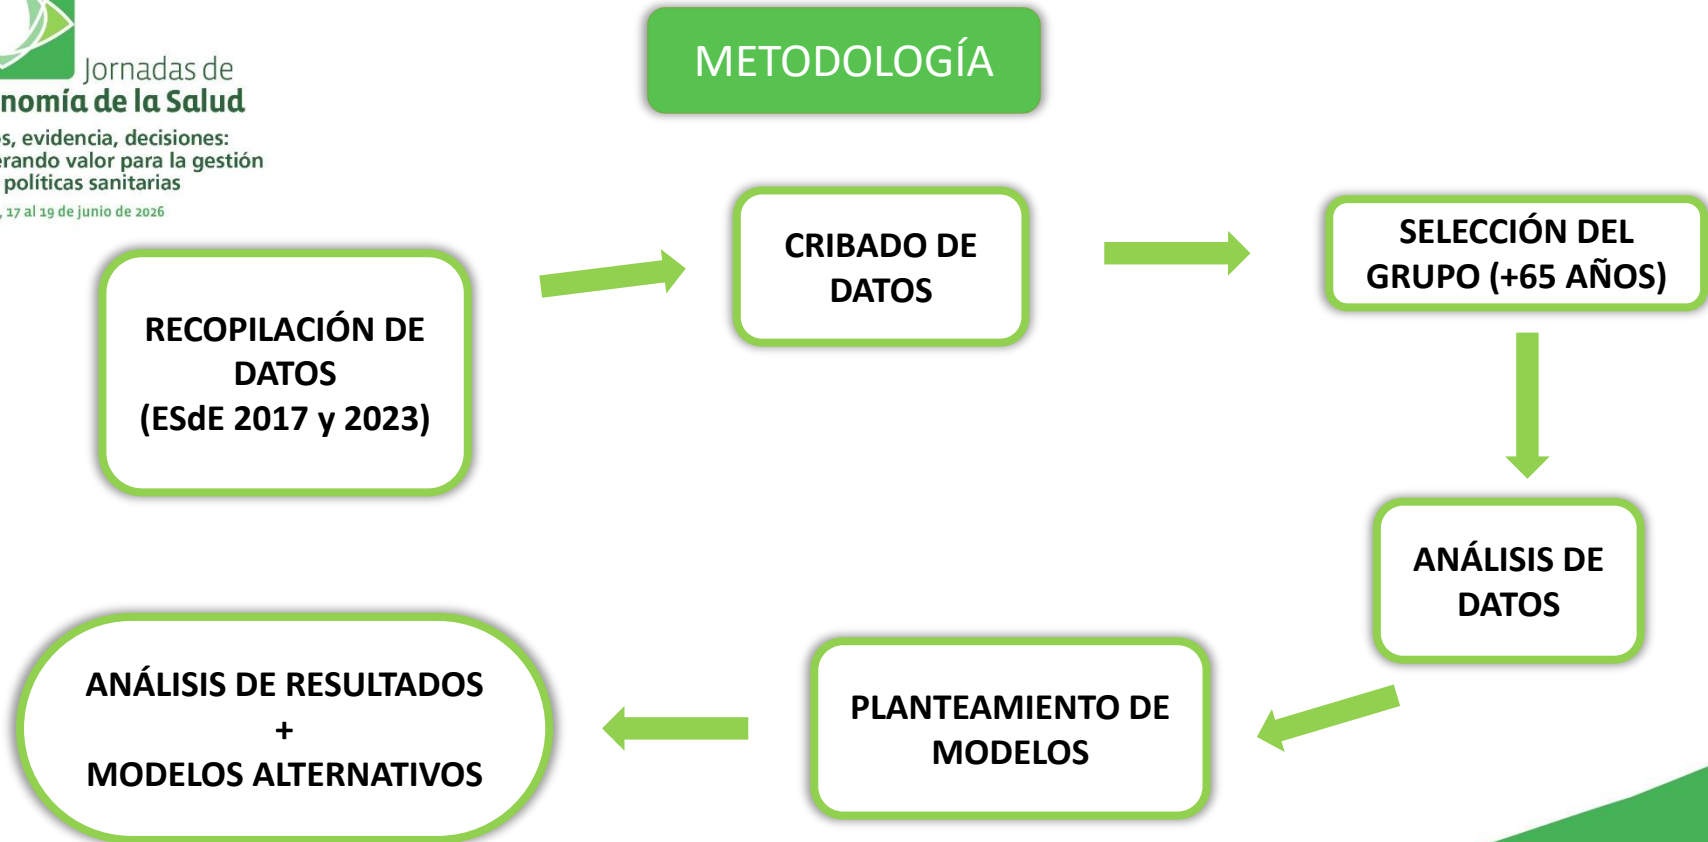 Jornadas de
nomía de la Salud
s, evidencia, decisiones:
erando valor para la gestión
políticas sanitarias
, 17 al 19 de junio de 2026
METODOLOGÍA
RECOPILACIÓN DE
DATOS
(ESdE 2017 y 2023)
CRIBADO DE
DATOS
SELECCIÓN DEL
GRUPO (+65 AÑOS)
ANÁLISIS DE
DATOS
PLANTEAMIENTO DE
MODELOS
ANÁLISIS DE RESULTADOS
+
MODELOS ALTERNATIVOS